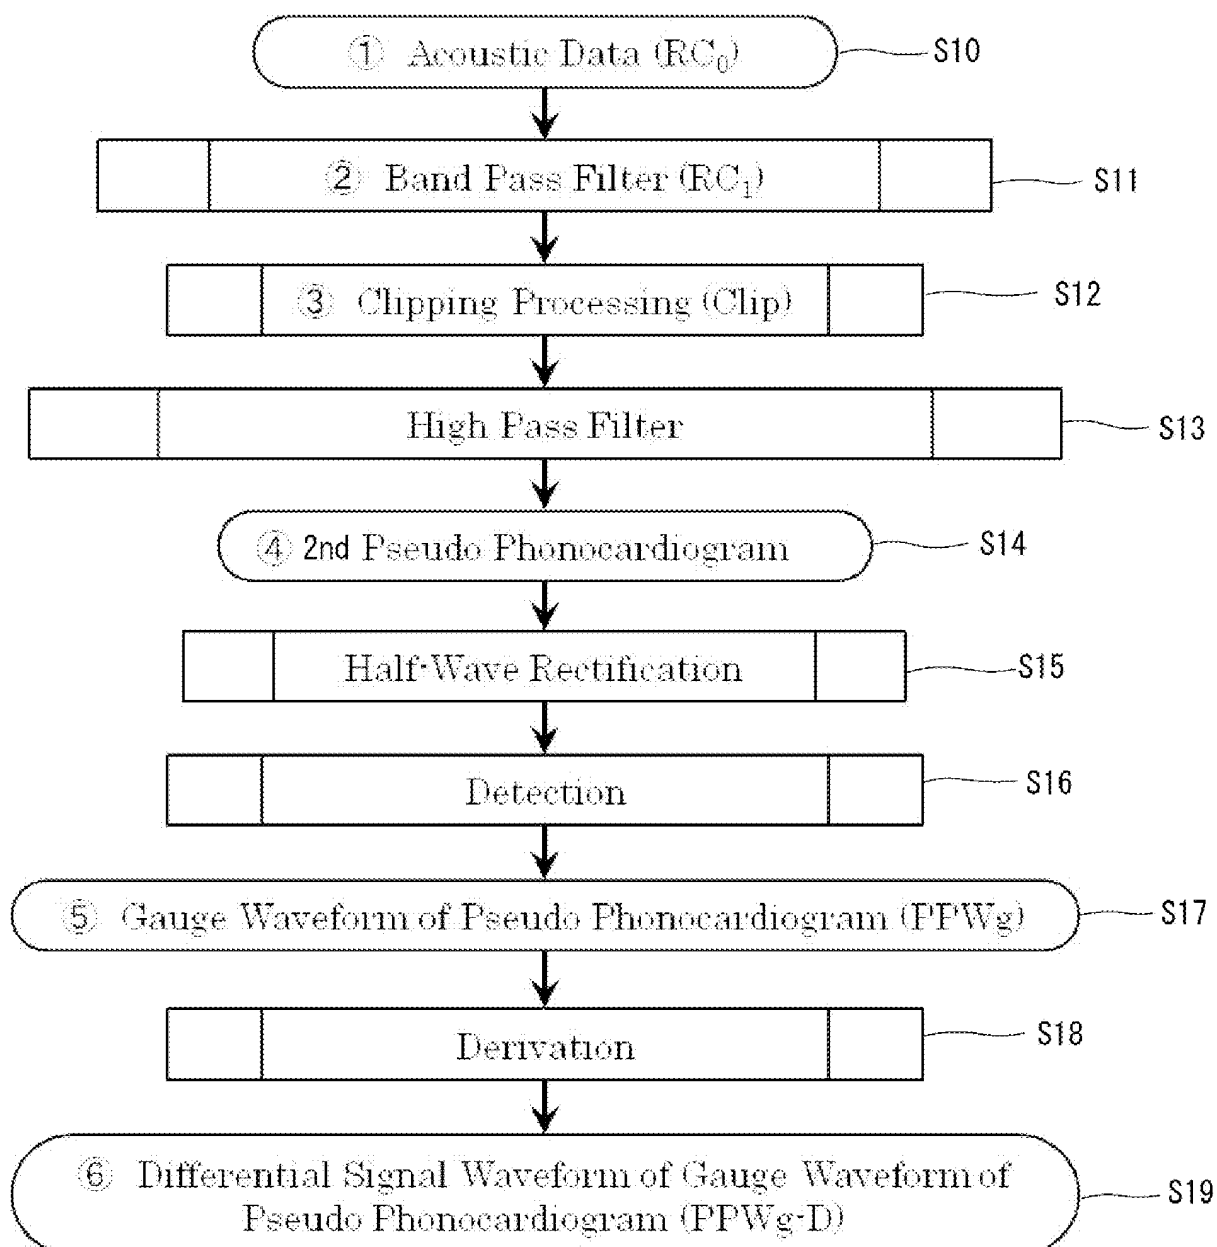 ① Acoustic Data (RC₀)
S10
② Band Pass Filter (RC₁)
S11
③ Clipping Processing (Clip)
S12
High Pass Filter
S13
④ 2nd Pseudo Phonocardiogram
S14
Half-Wave Rectification
S15
Detection
S16
⑤ Gauge Waveform of Pseudo Phonocardiogram (PPWg)
S17
Derivation
S18
⑥ Differential Signal Waveform of Gauge Waveform of
Pseudo Phonocardiogram (PPWg-D)
S19